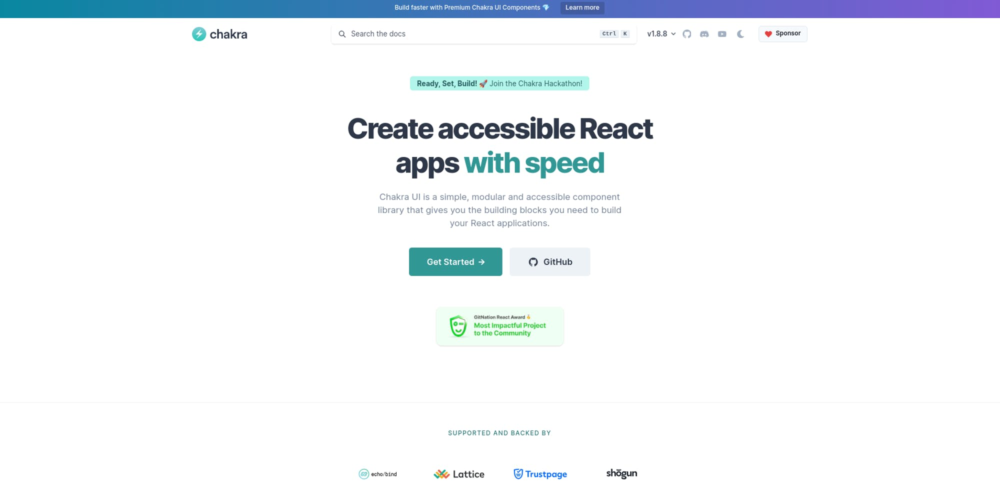 Build faster with Premium Chakra UI Components 💎 Learn more
chakra
Search the docs
Ctrl K
v1.8.8
Sponsor
Ready, Set, Build! 🚀 Join the Chakra Hackathon!
Create accessible React
apps with speed
Chakra UI is a simple, modular and accessible component
library that gives you the building blocks you need to build
your React applications.
Get Started →
GitHub
GitNation React Award 🏅
Most Impactful Project
to the Community
SUPPORTED AND BACKED BY
echo/bind
Lattice
Trustpage
shōgun